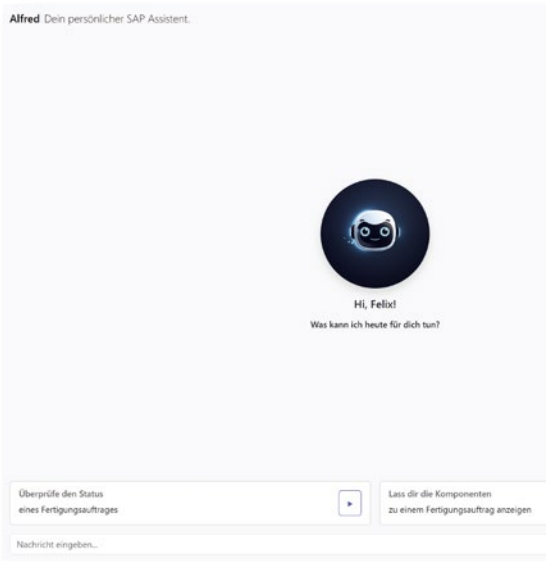 Alfred Dein persönlicher SAP Assistent.
Hi, Felix!
Was kann ich heute für dich tun?
Überprüfe den Status
eines Fertigungsauftrages
Lass dir die Komponenten
zu einem Fertigungsauftrag anzeigen
Nachricht eingeben...